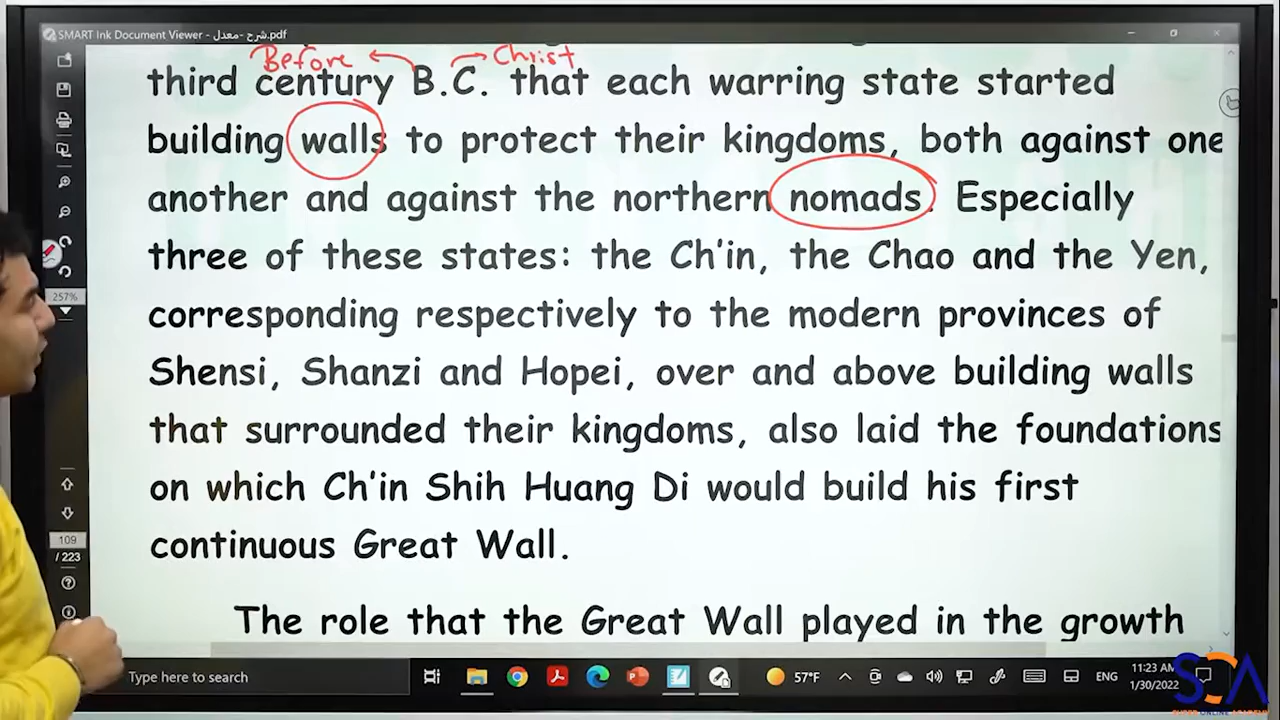 SMART Ink Document Viewer - شرح -معدل.pdf
Before Christ
third century B.C. that each warring state started
building walls to protect their kingdoms, both against one
another and against the northern nomads. Especially
three of these states: the Ch'in, the Chao and the Yen,
257%
corresponding respectively to the modern provinces of
Shensi, Shanzi and Hopei, over and above building walls
that surrounded their kingdoms, also laid the foundations
on which Ch'in Shih Huang Di would build his first
109
/ 223
continuous Great Wall.
The role that the Great Wall played in the growth
Type here to search
57°F
ENG
11:23 AM
1/30/2022
SOA
SUPER ONLINE ACADEMY